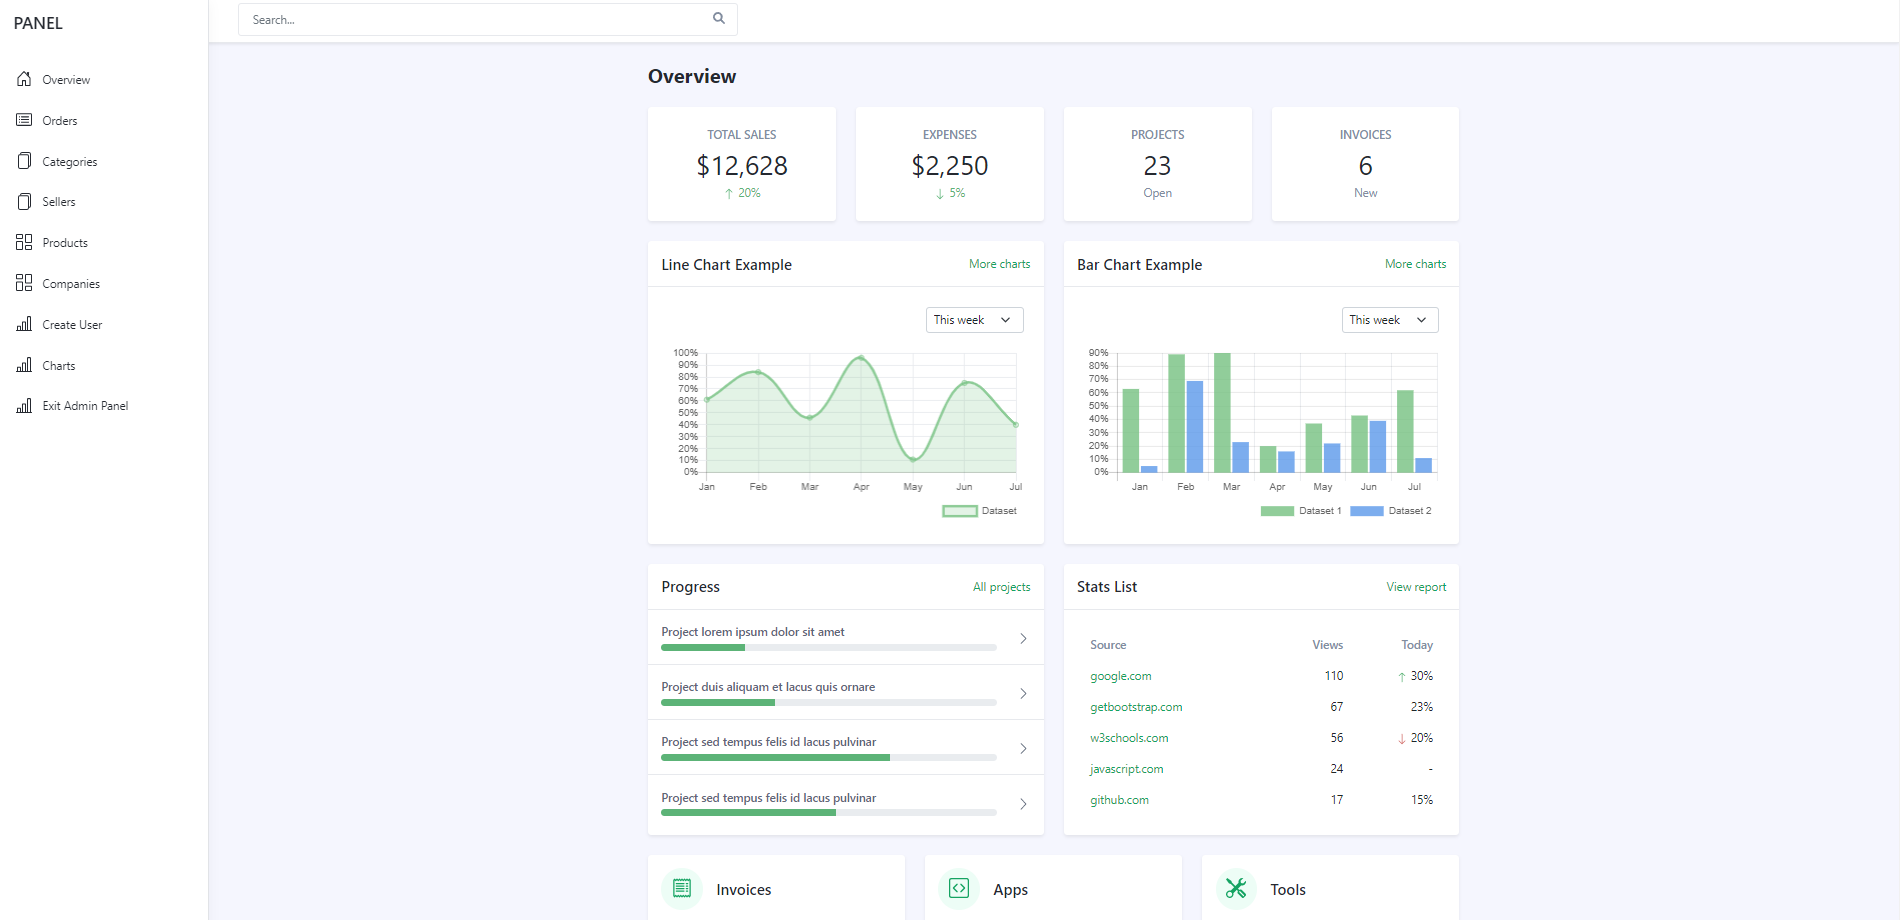 PANEL
Search...
Overview
Orders
Categories
Sellers
Products
Companies
Create User
Charts
Exit Admin Panel
Overview
TOTAL SALES
$12,628
↑ 20%
EXPENSES
$2,250
↓ 5%
PROJECTS
23
Open
INVOICES
6
New
Line Chart Example
More charts
This week
100%
90%
80%
70%
60%
50%
40%
30%
20%
10%
0%
Jan Feb Mar Apr May Jun Jul
Dataset
Bar Chart Example
More charts
This week
90%
80%
70%
60%
50%
40%
30%
20%
10%
0%
Jan Feb Mar Apr May Jun Jul
Dataset 1 Dataset 2
Progress
All projects
Project lorem ipsum dolor sit amet
Project duis aliquam et lacus quis ornare
Project sed tempus felis id lacus pulvinar
Project sed tempus felis id lacus pulvinar
Stats List
View report
Source Views Today
google.com 110 ↑ 30%
getbootstrap.com 67 23%
w3schools.com 56 ↓ 20%
javascript.com 24 -
github.com 17 15%
Invoices
Apps
Tools